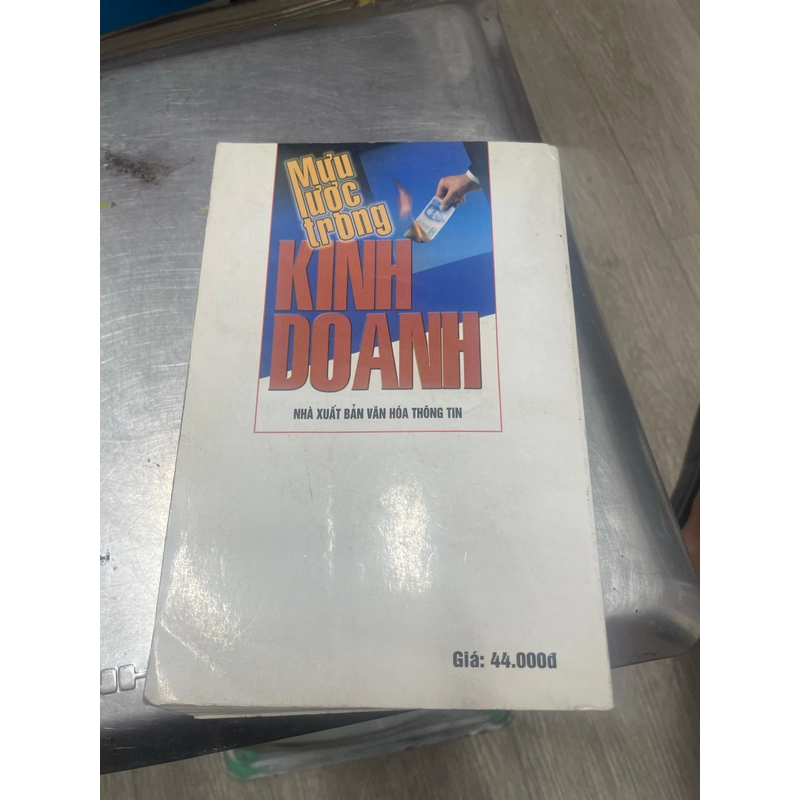 Mưu
lược
trong
KINH
DOANH
NHÀ XUẤT BẢN VĂN HÓA THÔNG TIN
Giá: 44.000đ